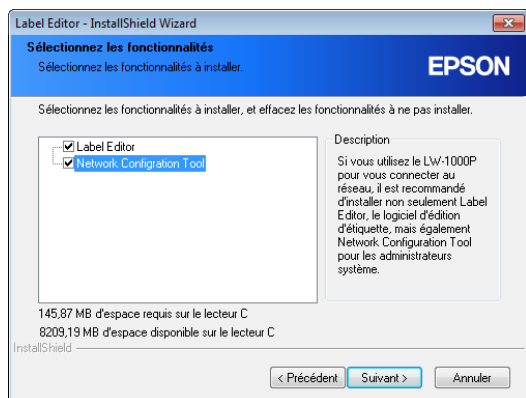 Label Editor - InstallShield Wizard
Sélectionnez les fonctionnalités
Sélectionnez les fonctionnalités à installer.
EPSON
Sélectionnez les fonctionnalités à installer, et effacez les fonctionnalités à ne pas installer.
Label Editor
Network Configration Tool
Description
Si vous utilisez le LW-1000P
pour vous connecter au
réseau, il est recommandé
d'installer non seulement Label
Editor, le logiciel d'édition
d'étiquette, mais également
Network Configuration Tool
pour les administrateurs
système.
145,87 MB d'espace requis sur le lecteur C
8209,19 MB d'espace disponible sur le lecteur C
InstallShield
< Précédent
Suivant >
Annuler